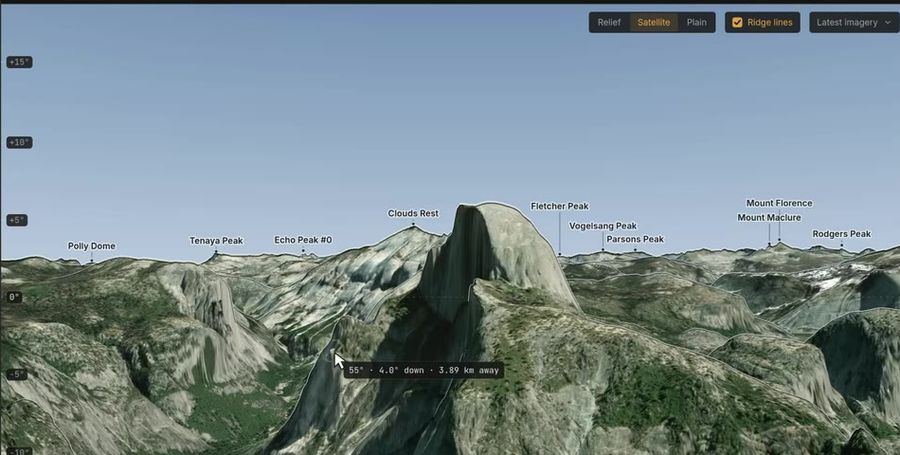 Relief Satellite Plain Ridge lines Latest imagery
+15°
+10°
+5°
Fletcher Peak
Mount Florence
Clouds Rest
Mount Maclure
Vogelsang Peak
Rodgers Peak
Polly Dome
Tenaya Peak
Echo Peak #0
Parsons Peak
0°
55° · 4.0° down · 3.89 km away
-5°
-10°